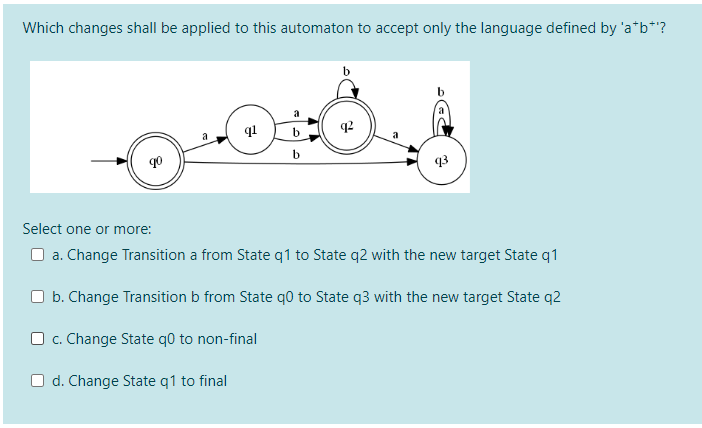 Which changes shall be applied to this automaton to accept only the language defined by 'a⁺b⁺'?
b
b
a
a
q1
b
q2
a
a
b
q0
q3
Select one or more:
a. Change Transition a from State q1 to State q2 with the new target State q1
b. Change Transition b from State q0 to State q3 with the new target State q2
c. Change State q0 to non-final
d. Change State q1 to final